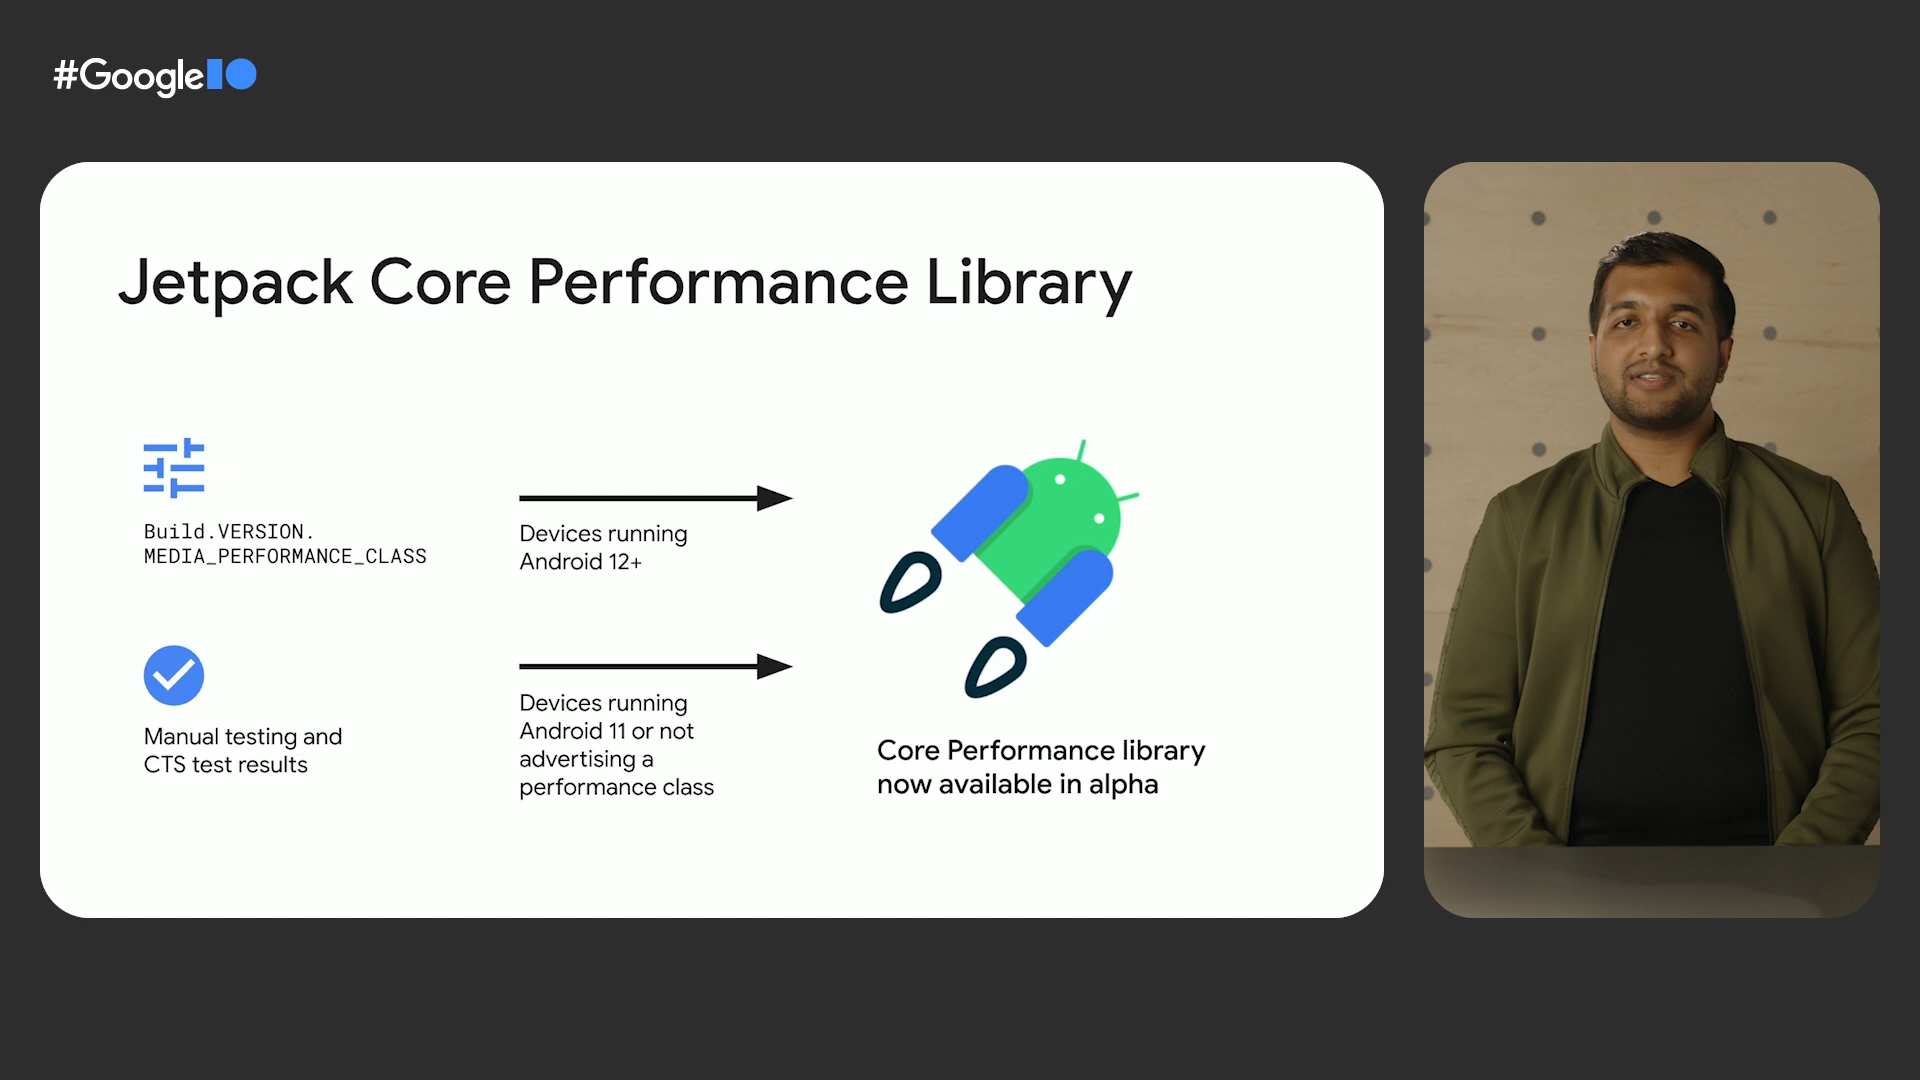 #GoogleIO
Jetpack Core Performance Library
Build.VERSION.
MEDIA_PERFORMANCE_CLASS
Devices running
Android 12+
Manual testing and
CTS test results
Devices running
Android 11 or not
advertising a
performance class
Core Performance library
now available in alpha